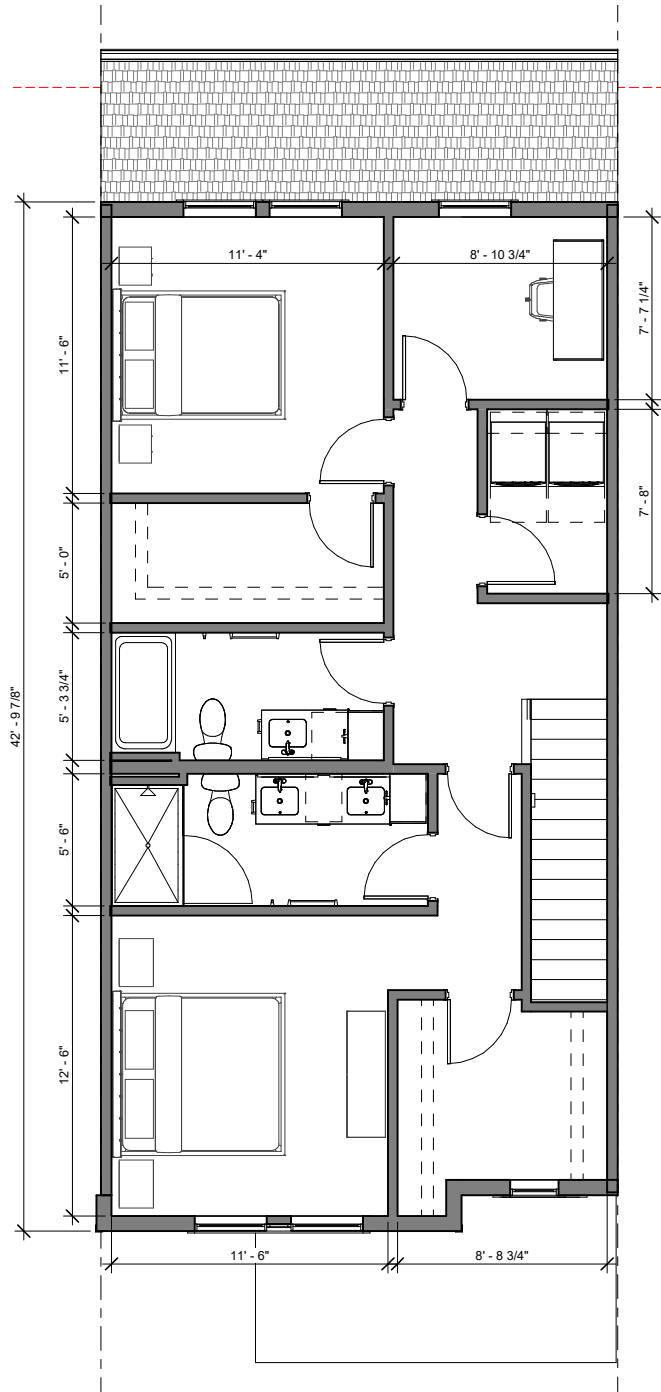 11' - 4"
8' - 10 3/4"
7' - 7 1/4"
11' - 6"
7' - 8"
5' - 0"
5' - 3 3/4"
42' - 9 7/8"
5' - 6"
12' - 6"
11' - 6"
8' - 8 3/4"